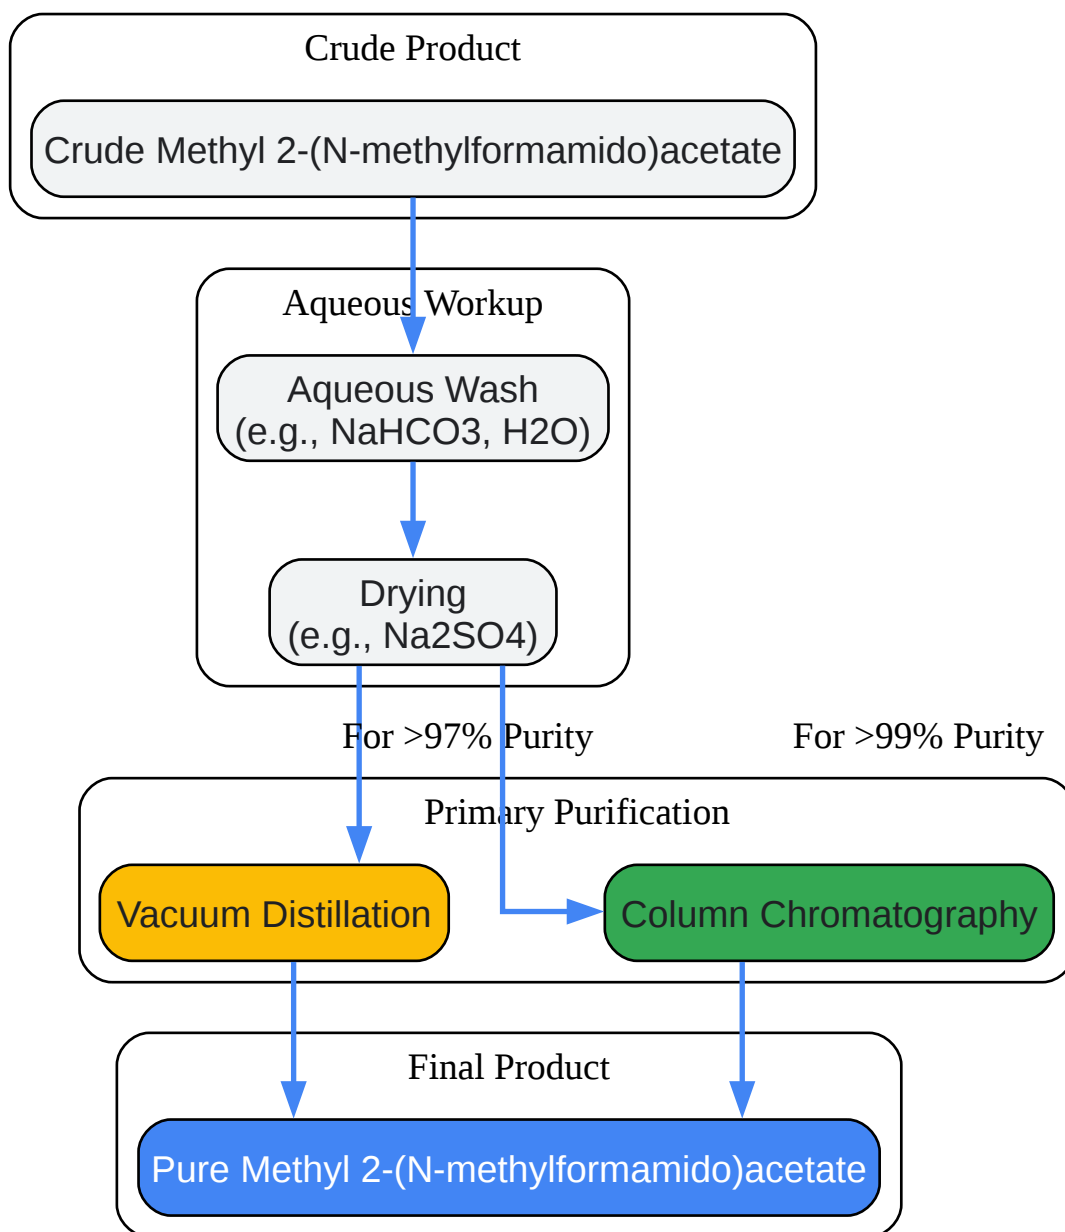 Crude Product
Crude Methyl 2-(N-methylformamido)acetate
Aqueous Workup
Aqueous Wash
(e.g., NaHCO3, H2O)
Drying
(e.g., Na2SO4)
For >97% Purity
For >99% Purity
Primary Purification
Vacuum Distillation
Column Chromatography
Final Product
Pure Methyl 2-(N-methylformamido)acetate